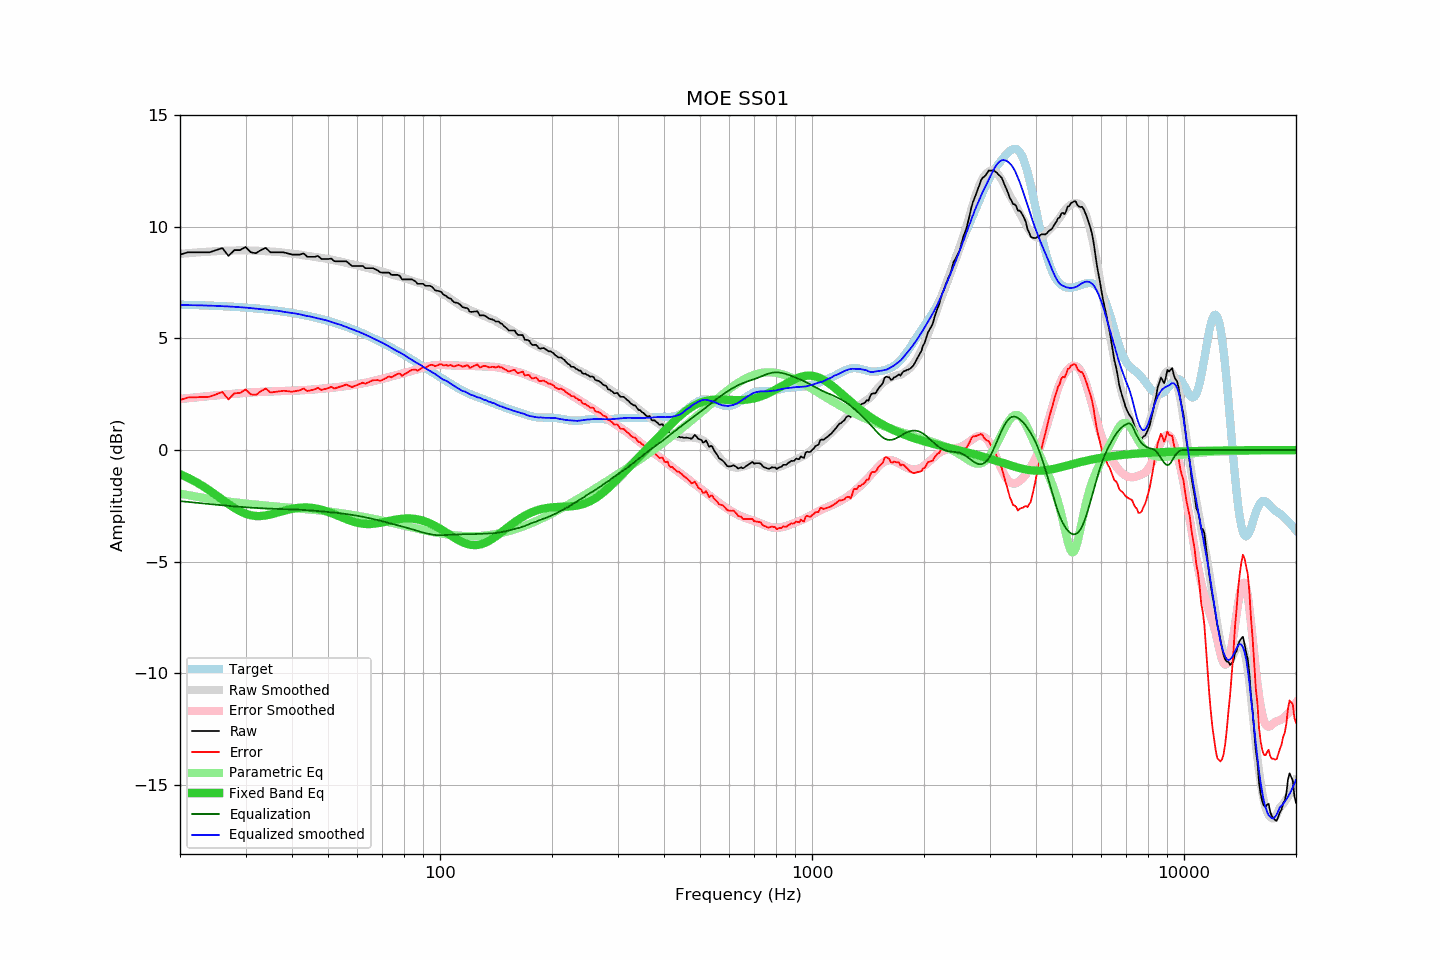 MOE SS01
15
10
5
0
−5
−10
−15
Amplitude (dBr)
Target
Raw Smoothed
Error Smoothed
Raw
Error
Parametric Eq
Fixed Band Eq
Equalization
Equalized smoothed
100
1000
10000
Frequency (Hz)